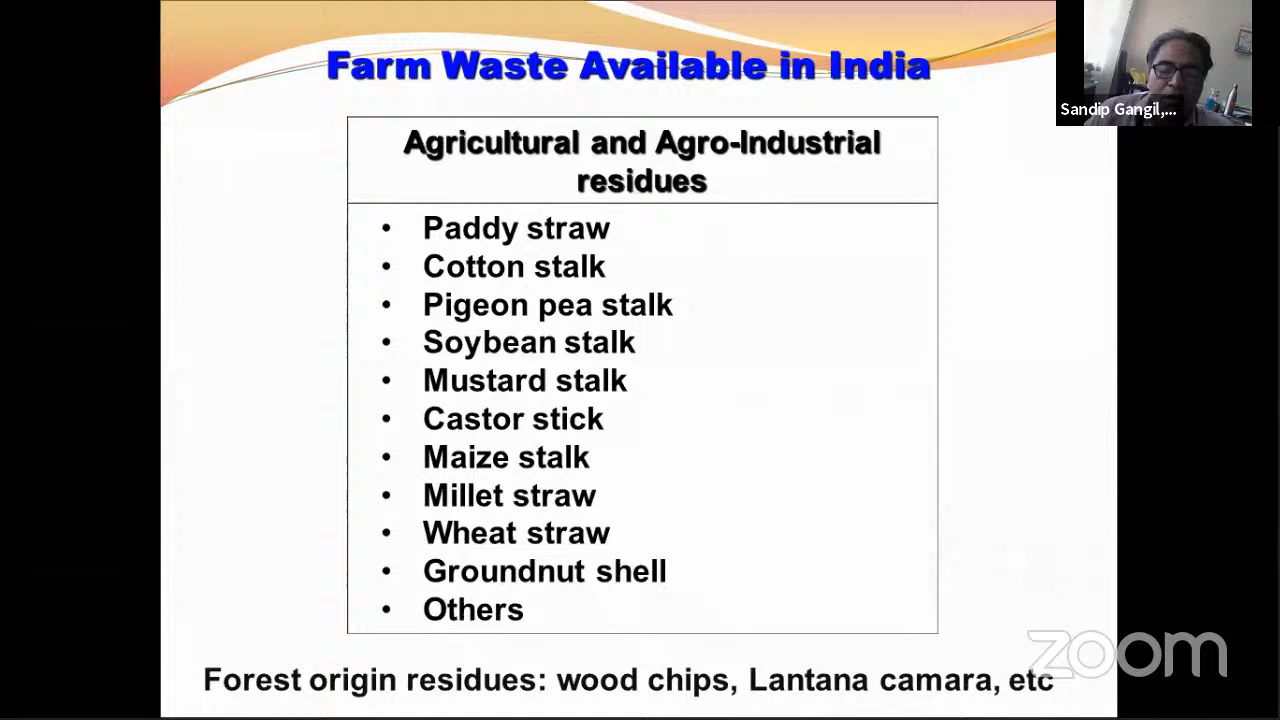 Farm Waste Available in India
Sandip Gangil,...
Agricultural and Agro-Industrial
residues
• Paddy straw
• Cotton stalk
• Pigeon pea stalk
• Soybean stalk
• Mustard stalk
• Castor stick
• Maize stalk
• Millet straw
• Wheat straw
• Groundnut shell
• Others
zoom
Forest origin residues: wood chips, Lantana camara, etc